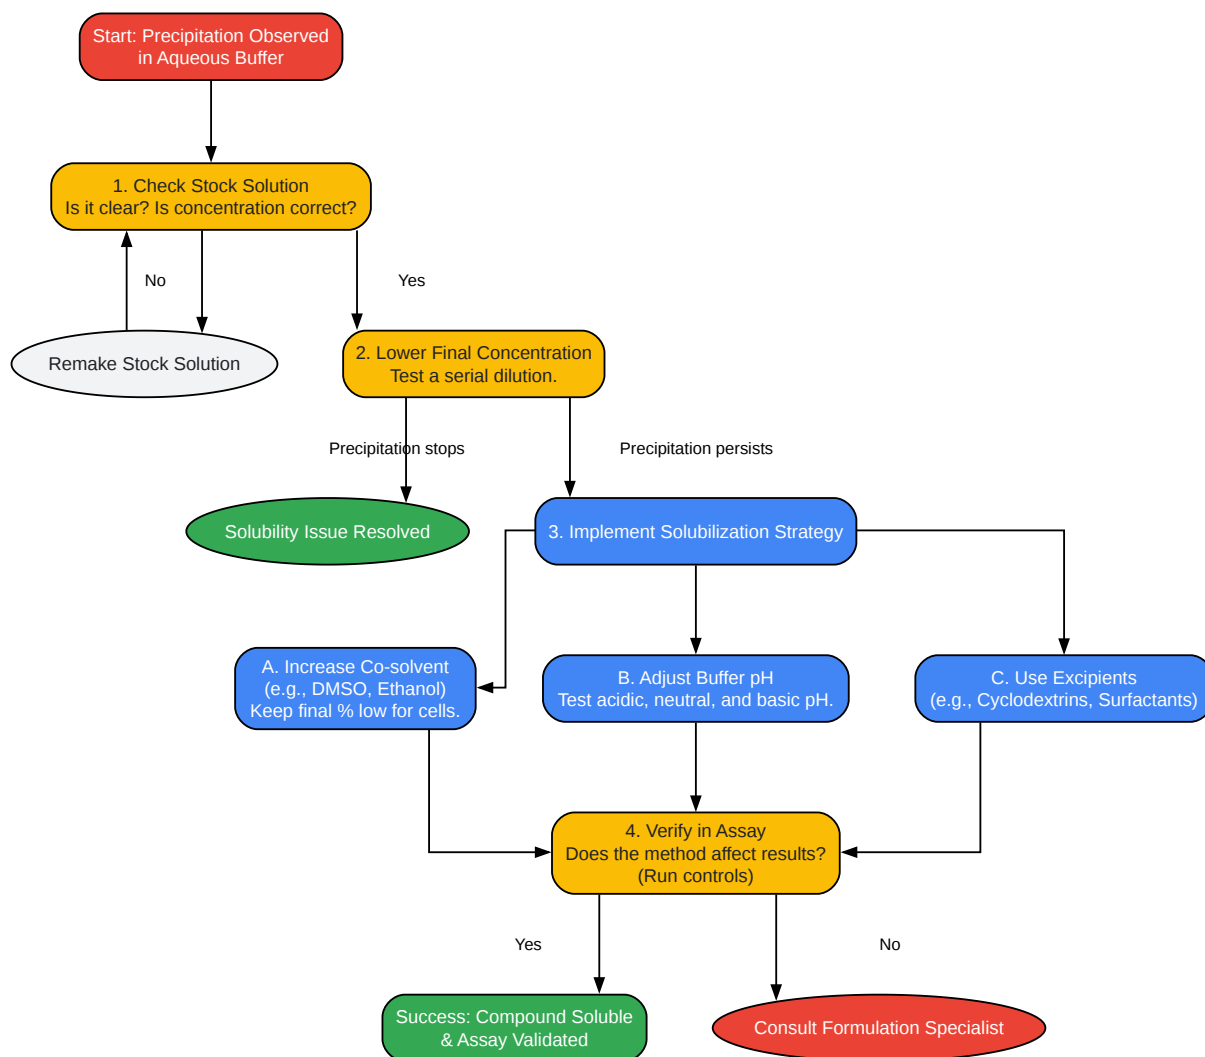 Start: Precipitation Observed
in Aqueous Buffer
1. Check Stock Solution
Is it clear? Is concentration correct?
No
Yes
Remake Stock Solution
2. Lower Final Concentration
Test a serial dilution.
Precipitation stops
Precipitation persists
Solubility Issue Resolved
3. Implement Solubilization Strategy
A. Increase Co-solvent
(e.g., DMSO, Ethanol)
Keep final % low for cells.
B. Adjust Buffer pH
Test acidic, neutral, and basic pH.
C. Use Excipients
(e.g., Cyclodextrins, Surfactants)
4. Verify in Assay
Does the method affect results?
(Run controls)
Yes
No
Success: Compound Soluble
& Assay Validated
Consult Formulation Specialist